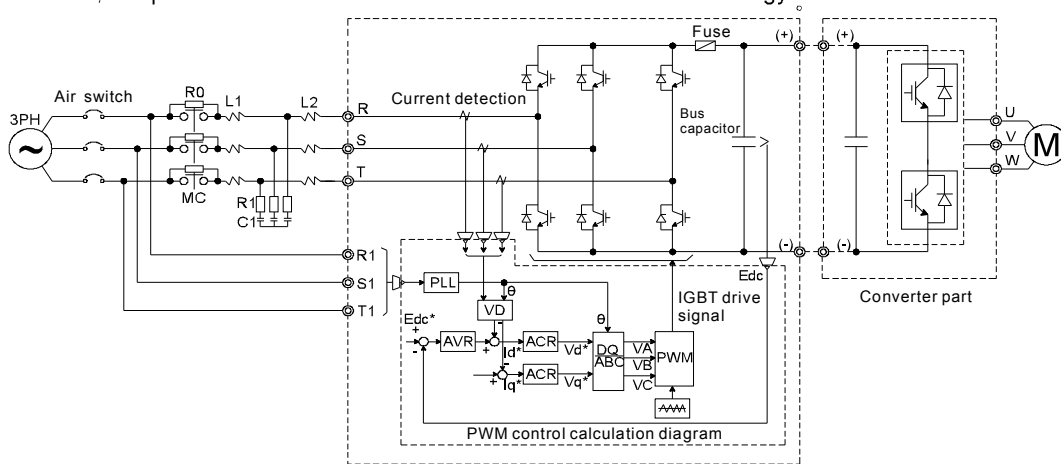 Fuse
(+)
(+)
Air switch
R0
L1
L2
R
Current detection
3PH
~
S
Bus
capacitor
U
V
W
M
T
MC
R1
C1
(-)
(-)
R1
Edc
S1
PLL
IGBT drive
signal
Converter part
T1
θ
VD
θ
Edc*
+
-
AVR
+
-
Id*
ACR
Vd*
DQ
ABC
VA
VB
VC
PWM
-
+
Iq*
ACR
Vq*
PWM control calculation diagram